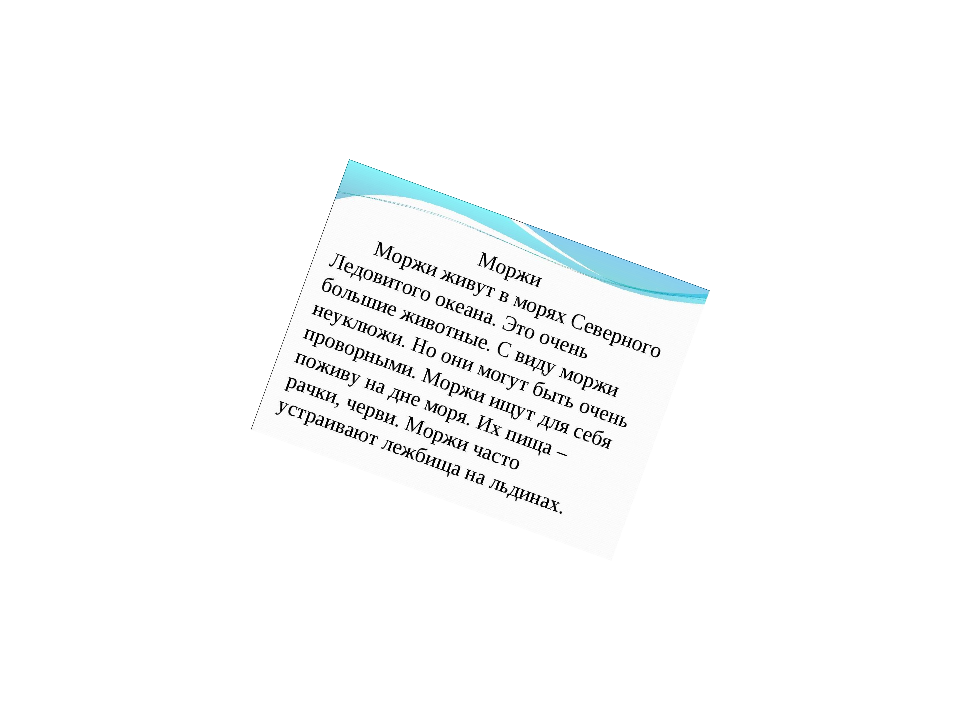 Моржи
Моржи живут в морях Северного
Ледовитого океана. Это очень
большие животные. С виду моржи
неуклюжи. Но они могут быть очень
проворными. Моржи ищут для себя
поживу на дне моря. Их пища –
рачки, черви. Моржи часто
устраивают лежбища на льдинах.